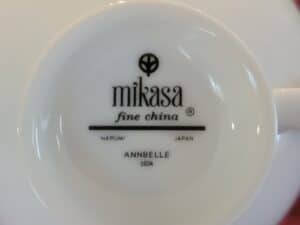 mikasa
fine china ®
NARUMI JAPAN
ANNBELLE